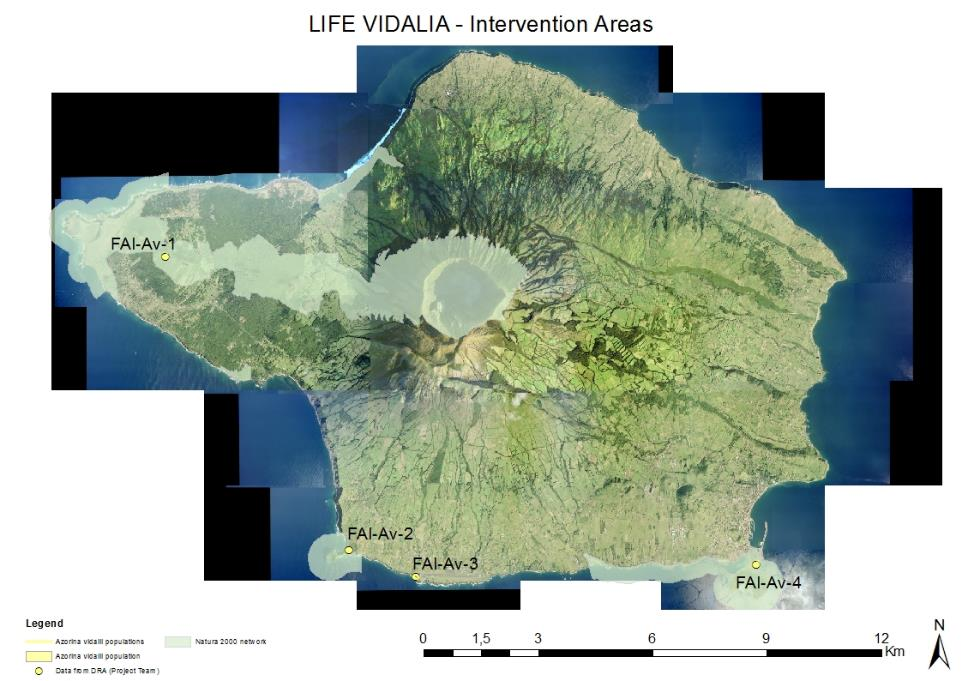 LIFE VIDALIA - Intervention Areas
FAI-Av-1
FAI-Av-2
FAI-Av-3
FAI-Av-4
Legend
Azorina vidalii populations
Natura 2000 network
Azorina vidalii population
Data from DRA (Project Team)
0 1,5 3 6 9 12
Km
N